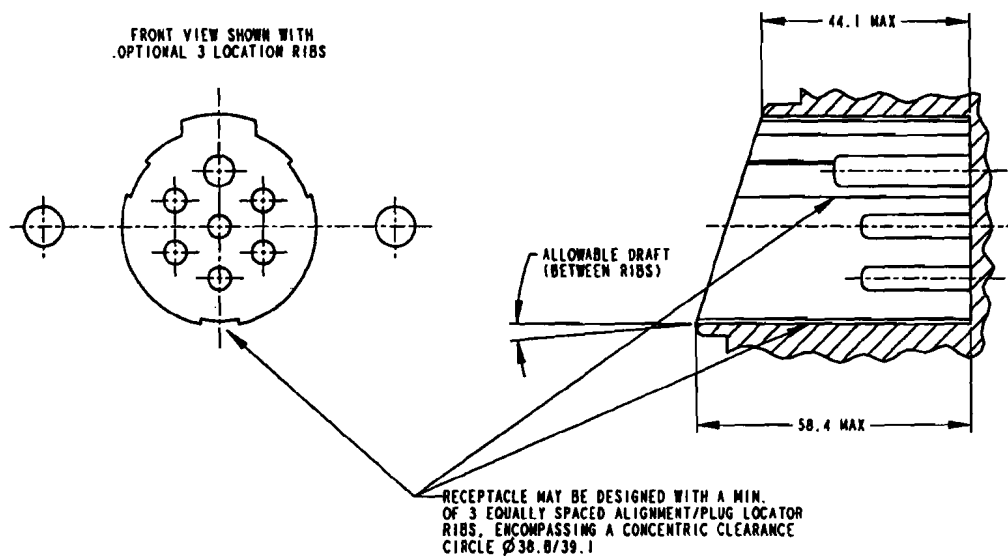 FRONT VIEW SHOWN WITH
.OPTIONAL 3 LOCATION RIBS
44.1 MAX
ALLOWABLE DRAFT
(BETWEEN RIBS)
58.4 MAX
RECEPTACLE MAY BE DESIGNED WITH A MIN.
OF 3 EQUALLY SPACED ALIGNMENT/PLUG LOCATOR
RIBS, ENCOMPASSING A CONCENTRIC CLEARANCE
CIRCLE Ø38.8/39.1